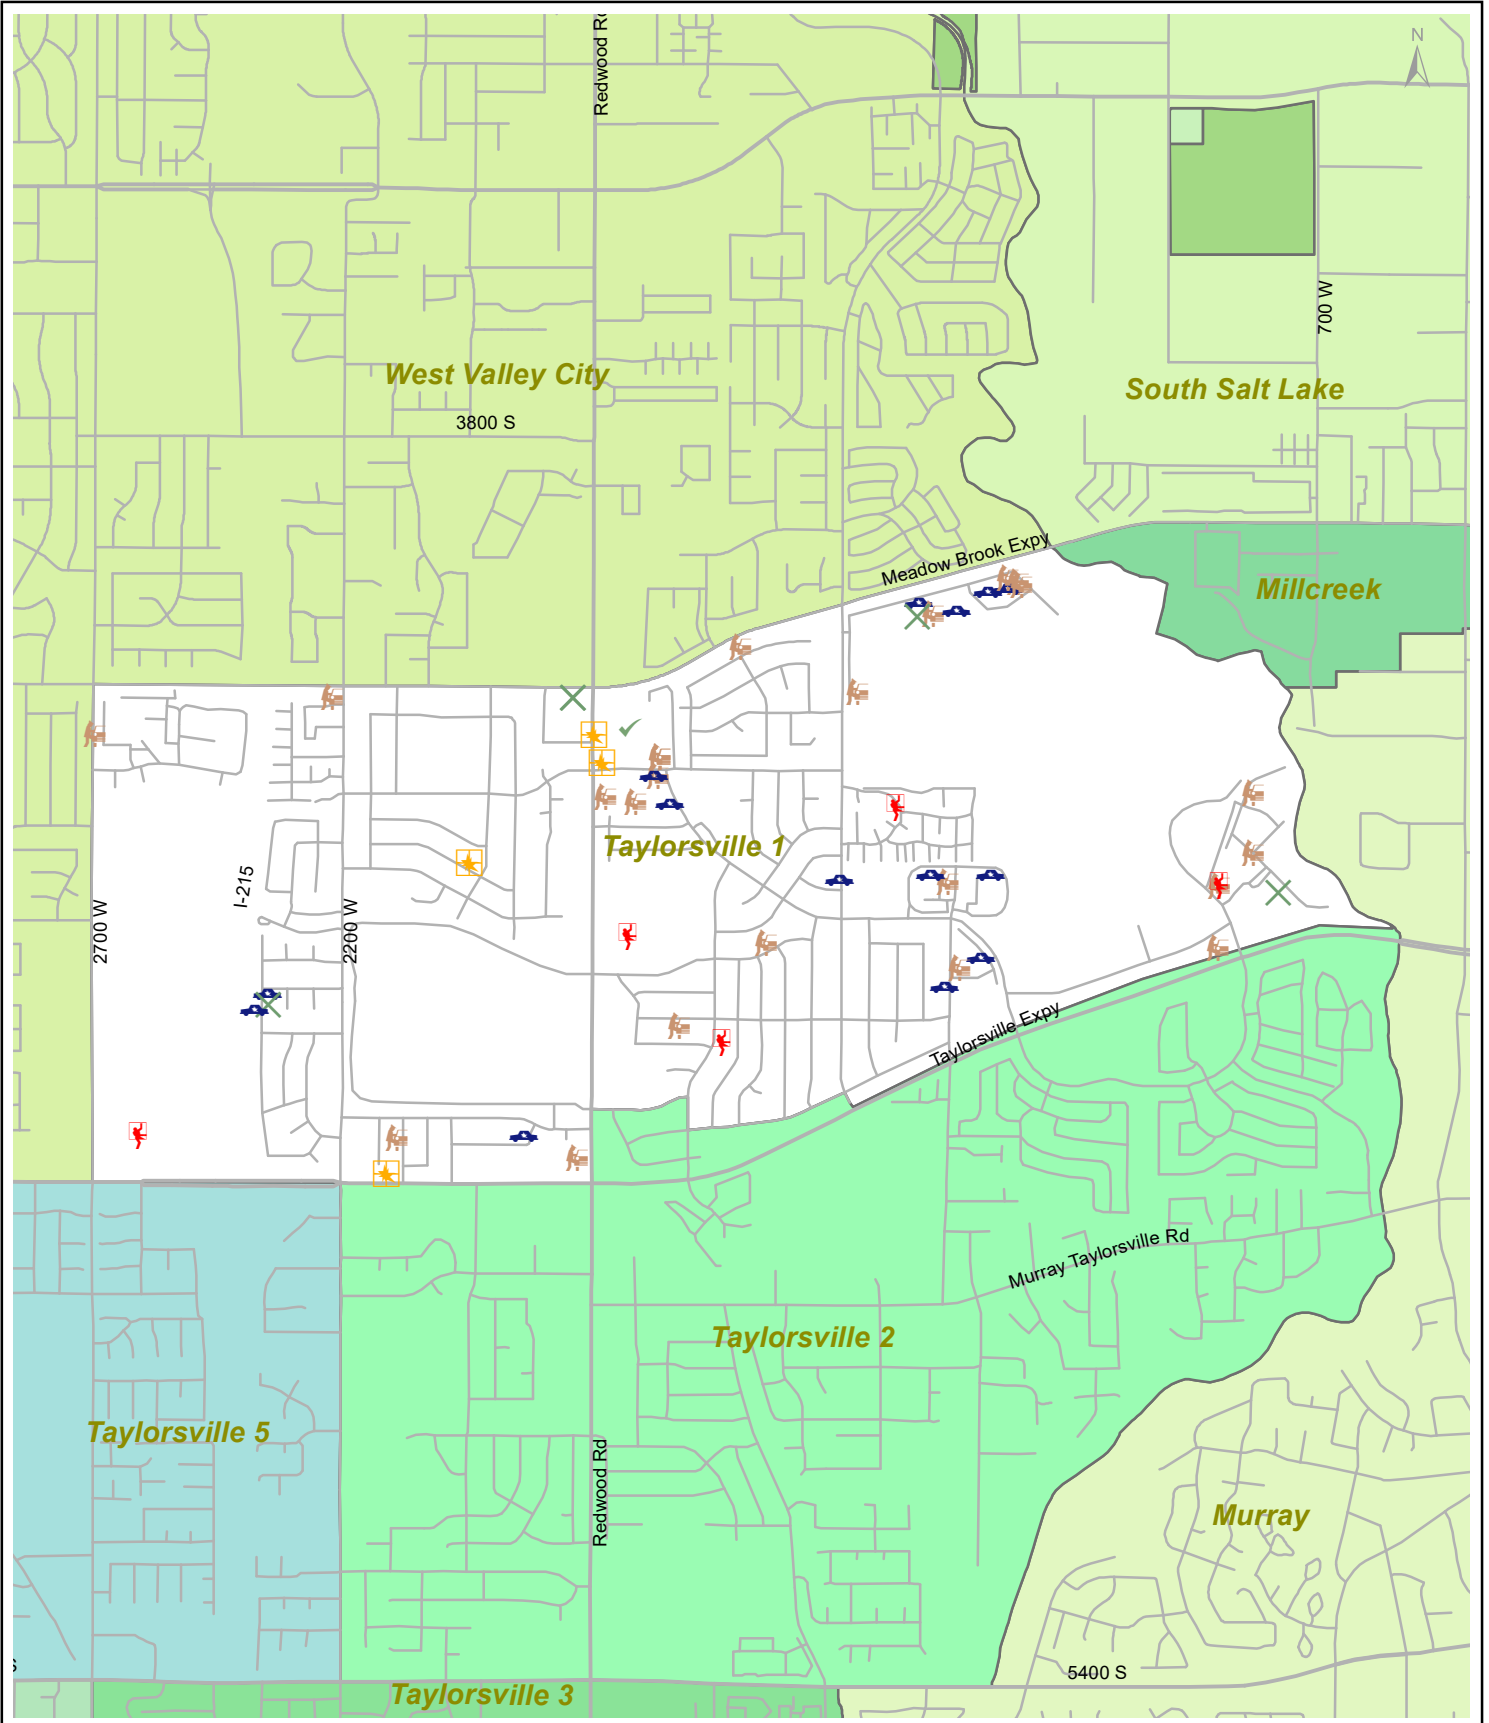 Redwood Rd
N
700 W
West Valley City
South Salt Lake
3800 S
Meadow Brook Expy
Millcreek
Taylorsville 1
I-215
2700 W
2200 W
Taylorsville Expy
Murray Taylorsville Rd
Taylorsville 2
Taylorsville 5
Redwood Rd
Murray
5400 S
Taylorsville 3